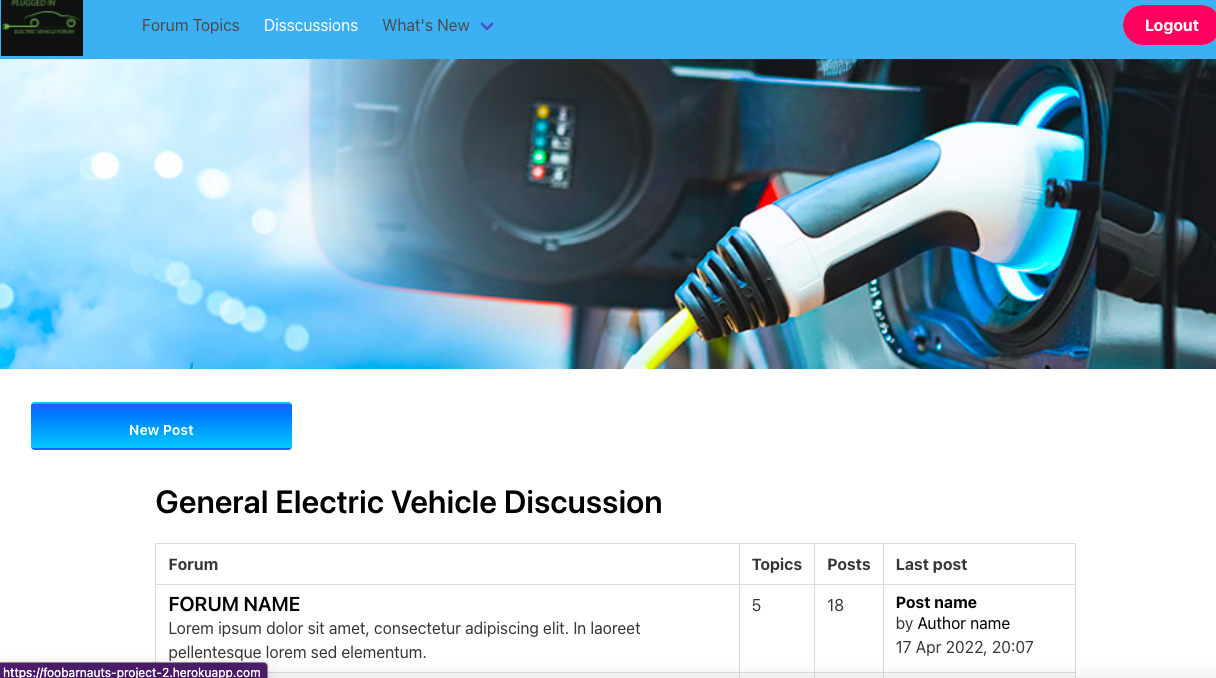 PLUGGED IN
ELECTRIC VEHICLE FORUM
Forum Topics Disscussions What's New Logout
New Post
General Electric Vehicle Discussion
Forum Topics Posts Last post
FORUM NAME 5 18 Post name
Lorem ipsum dolor sit amet, consectetur adipiscing elit. In laoreet by Author name
pellentesque lorem sed elementum. 17 Apr 2022, 20:07
https://foobarnauts-project-2.herokuapp.com